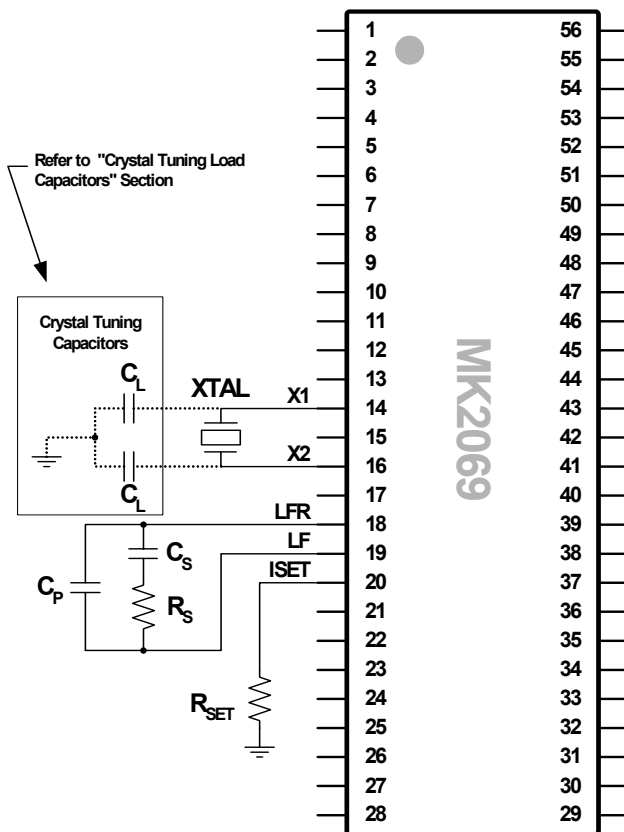 1 56
2 55
3 54
4 53
5 52
6 51
7 50
8 49
9 48
10 47
11 46
12 45
13 44
14 43
15 42
16 41
17 40
18 39
19 38
20 37
21 36
22 35
23 34
24 33
25 32
26 31
27 30
28 29
MK2069
Refer to "Crystal Tuning Load
Capacitors" Section
Crystal Tuning
Capacitors
CL
XTAL
X1
X2
CL
LFR
LF
ISET
CS
CP
RS
RSET